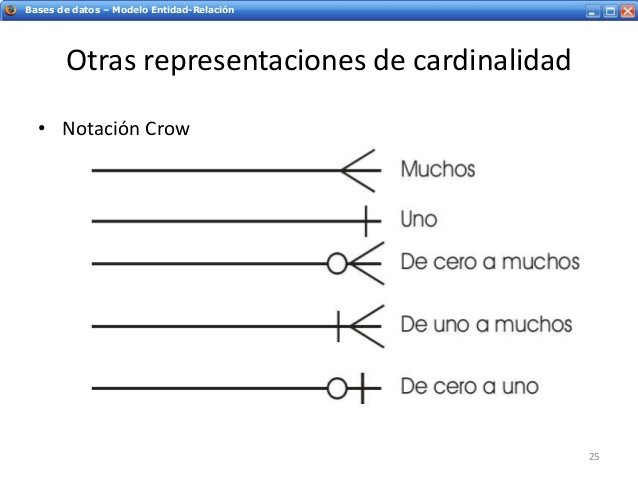 Bases de datos – Modelo Entidad-Relación
Otras representaciones de cardinalidad
• Notación Crow
Muchos
Uno
De cero a muchos
De uno a muchos
De cero a uno
25